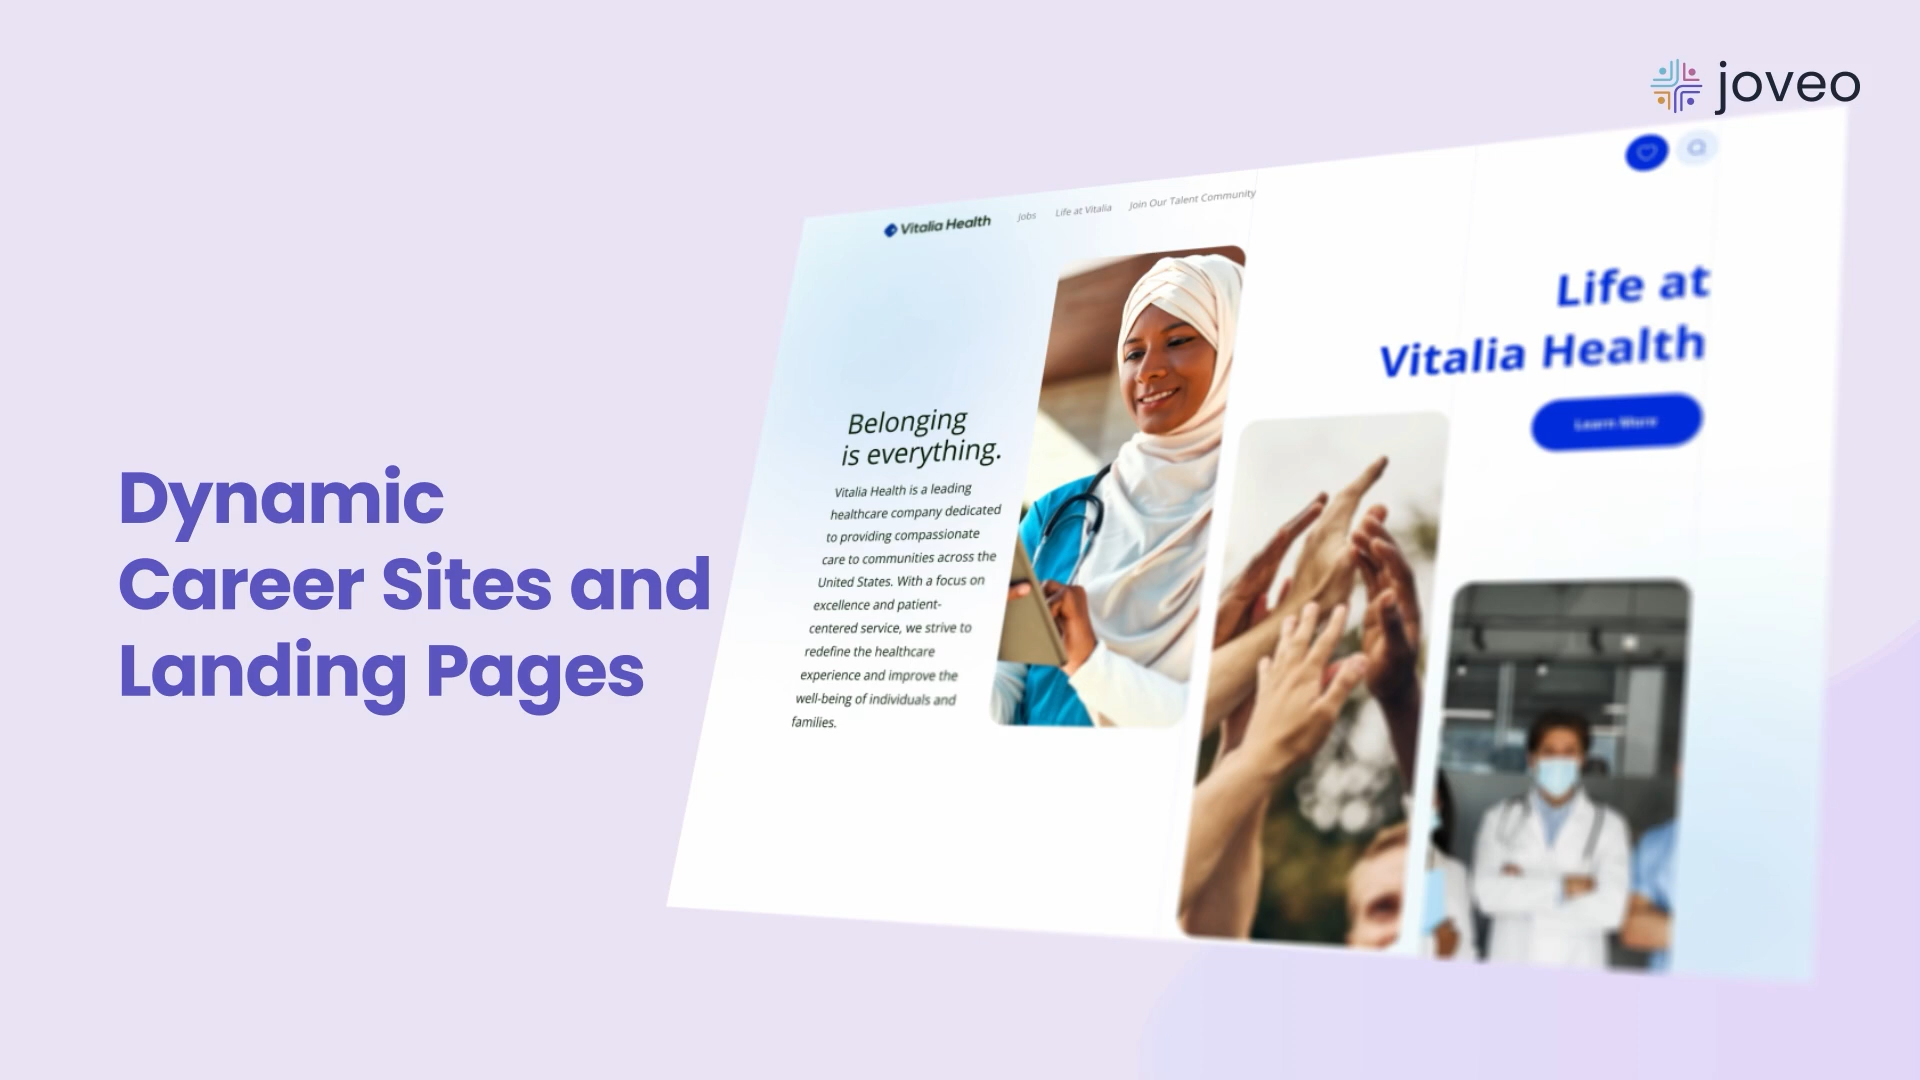 joveo
Dynamic
Career Sites and
Landing Pages
Vitalia Health
Jobs
Life at Vitalia
Join Our Talent Community
Belonging
is everything.
Vitalia Health is a leading
healthcare company dedicated
to providing compassionate
care to communities across the
United States. With a focus on
excellence and patient-
centered service, we strive to
redefine the healthcare
experience and improve the
well-being of individuals and
families.
Life at
Vitalia Health
Learn More